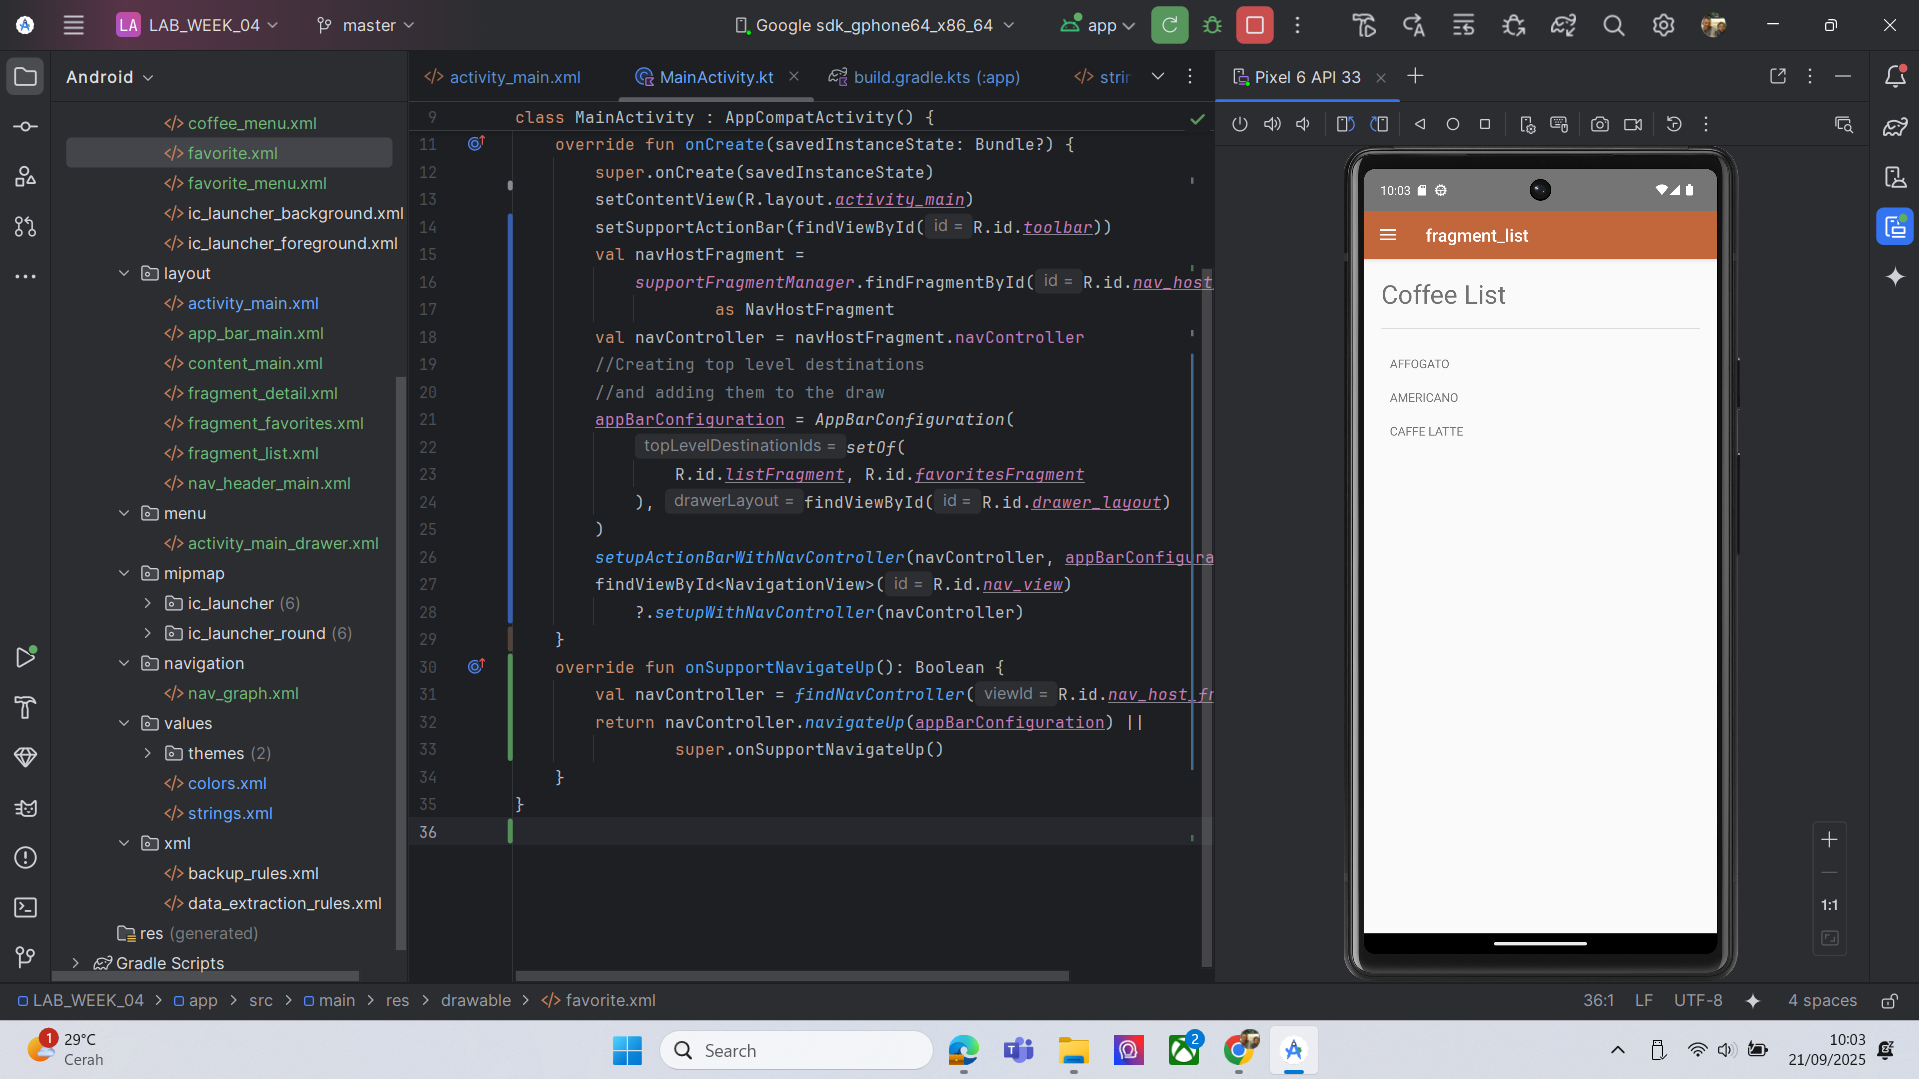 LA LAB_WEEK_04
master
Google sdk_gphone64_x86_64
app
Android
activity_main.xml
MainActivity.kt
build.gradle.kts (:app)
strin
Pixel 6 API 33
coffee_menu.xml
favorite.xml
favorite_menu.xml
ic_launcher_background.xml
ic_launcher_foreground.xml
layout
activity_main.xml
app_bar_main.xml
content_main.xml
fragment_detail.xml
fragment_favorites.xml
fragment_list.xml
nav_header_main.xml
menu
activity_main_drawer.xml
mipmap
ic_launcher (6)
ic_launcher_round (6)
navigation
nav_graph.xml
values
themes (2)
colors.xml
strings.xml
xml
backup_rules.xml
data_extraction_rules.xml
res (generated)
Gradle Scripts
9 class MainActivity : AppCompatActivity() {
11 override fun onCreate(savedInstanceState: Bundle?) {
12 super.onCreate(savedInstanceState)
13 setContentView(R.layout.activity_main)
14 setSupportActionBar(findViewById( id = R.id.toolbar))
15 val navHostFragment =
16 supportFragmentManager.findFragmentById( id = R.id.nav_host
17 as NavHostFragment
18 val navController = navHostFragment.navController
19 //Creating top level destinations
20 //and adding them to the draw
21 appBarConfiguration = AppBarConfiguration(
22 topLevelDestinationIds = setOf(
23 R.id.listFragment, R.id.favoritesFragment
24 ), drawerLayout = findViewById( id = R.id.drawer_layout)
25 )
26 setupActionBarWithNavController(navController, appBarConfigura
27 findViewById<NavigationView>( id = R.id.nav_view)
28 ?.setupWithNavController(navController)
29 }
30 override fun onSupportNavigateUp(): Boolean {
31 val navController = findNavController( viewId = R.id.nav_host_fr
32 return navController.navigateUp(appBarConfiguration) ||
33 super.onSupportNavigateUp()
34 }
35 }
36
10:03
fragment_list
Coffee List
AFFOGATO
AMERICANO
CAFFE LATTE
1:1
LAB_WEEK_04 > app > src > main > res > drawable > favorite.xml
36:1 LF UTF-8 4 spaces
1
29°C
Cerah
Search
2
10:03
21/09/2025